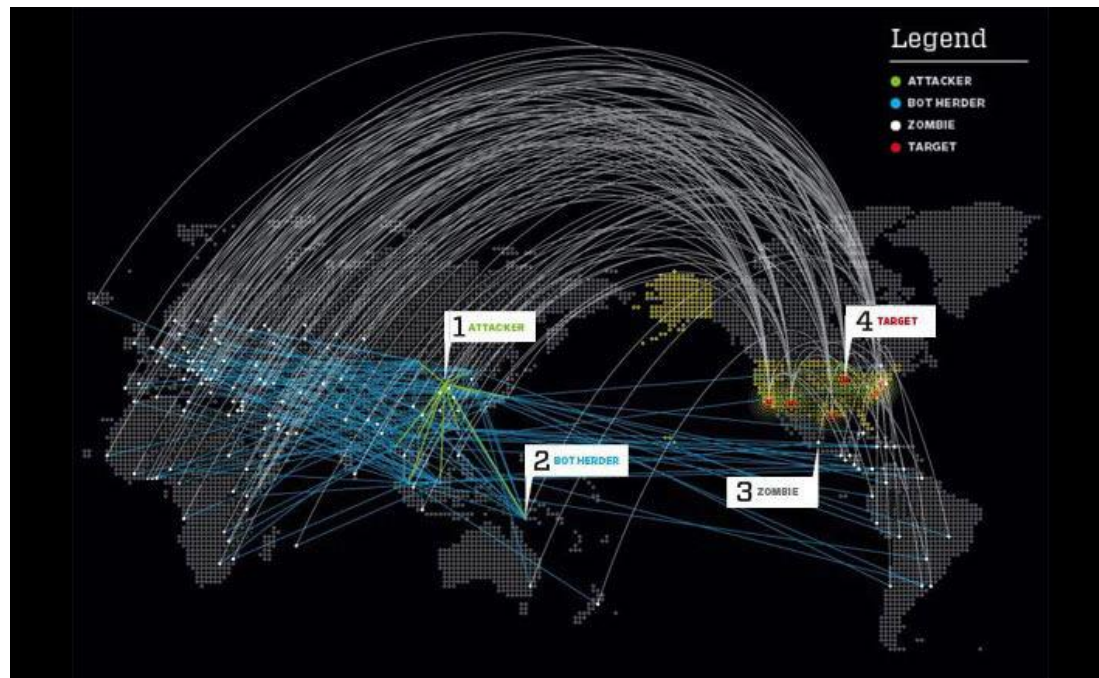 Legend
ATTACKER
BOT HERDER
ZOMBIE
TARGET
1 ATTACKER
4 TARGET
2 BOT HERDER
3 ZOMBIE